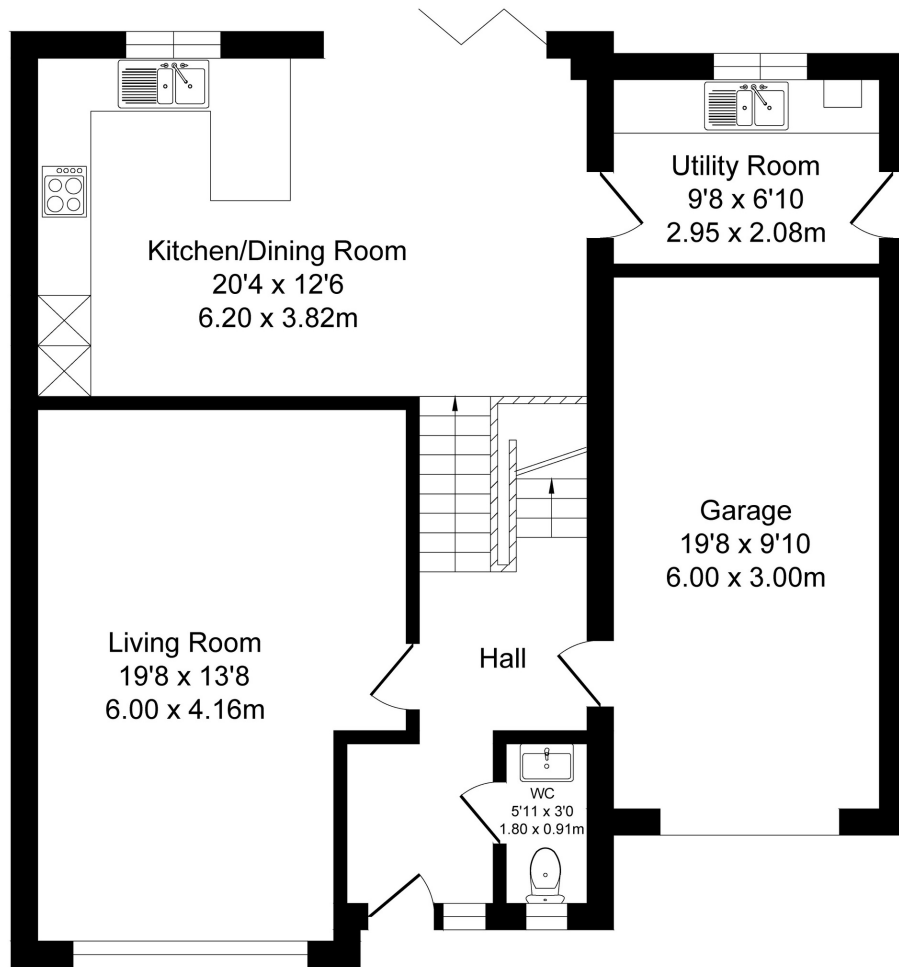 Utility Room
9'8 x 6'10
2.95 x 2.08m
Kitchen/Dining Room
20'4 x 12'6
6.20 x 3.82m
Garage
19'8 x 9'10
6.00 x 3.00m
Living Room
19'8 x 13'8
6.00 x 4.16m
Hall
WC
5'11 x 3'0
1.80 x 0.91m